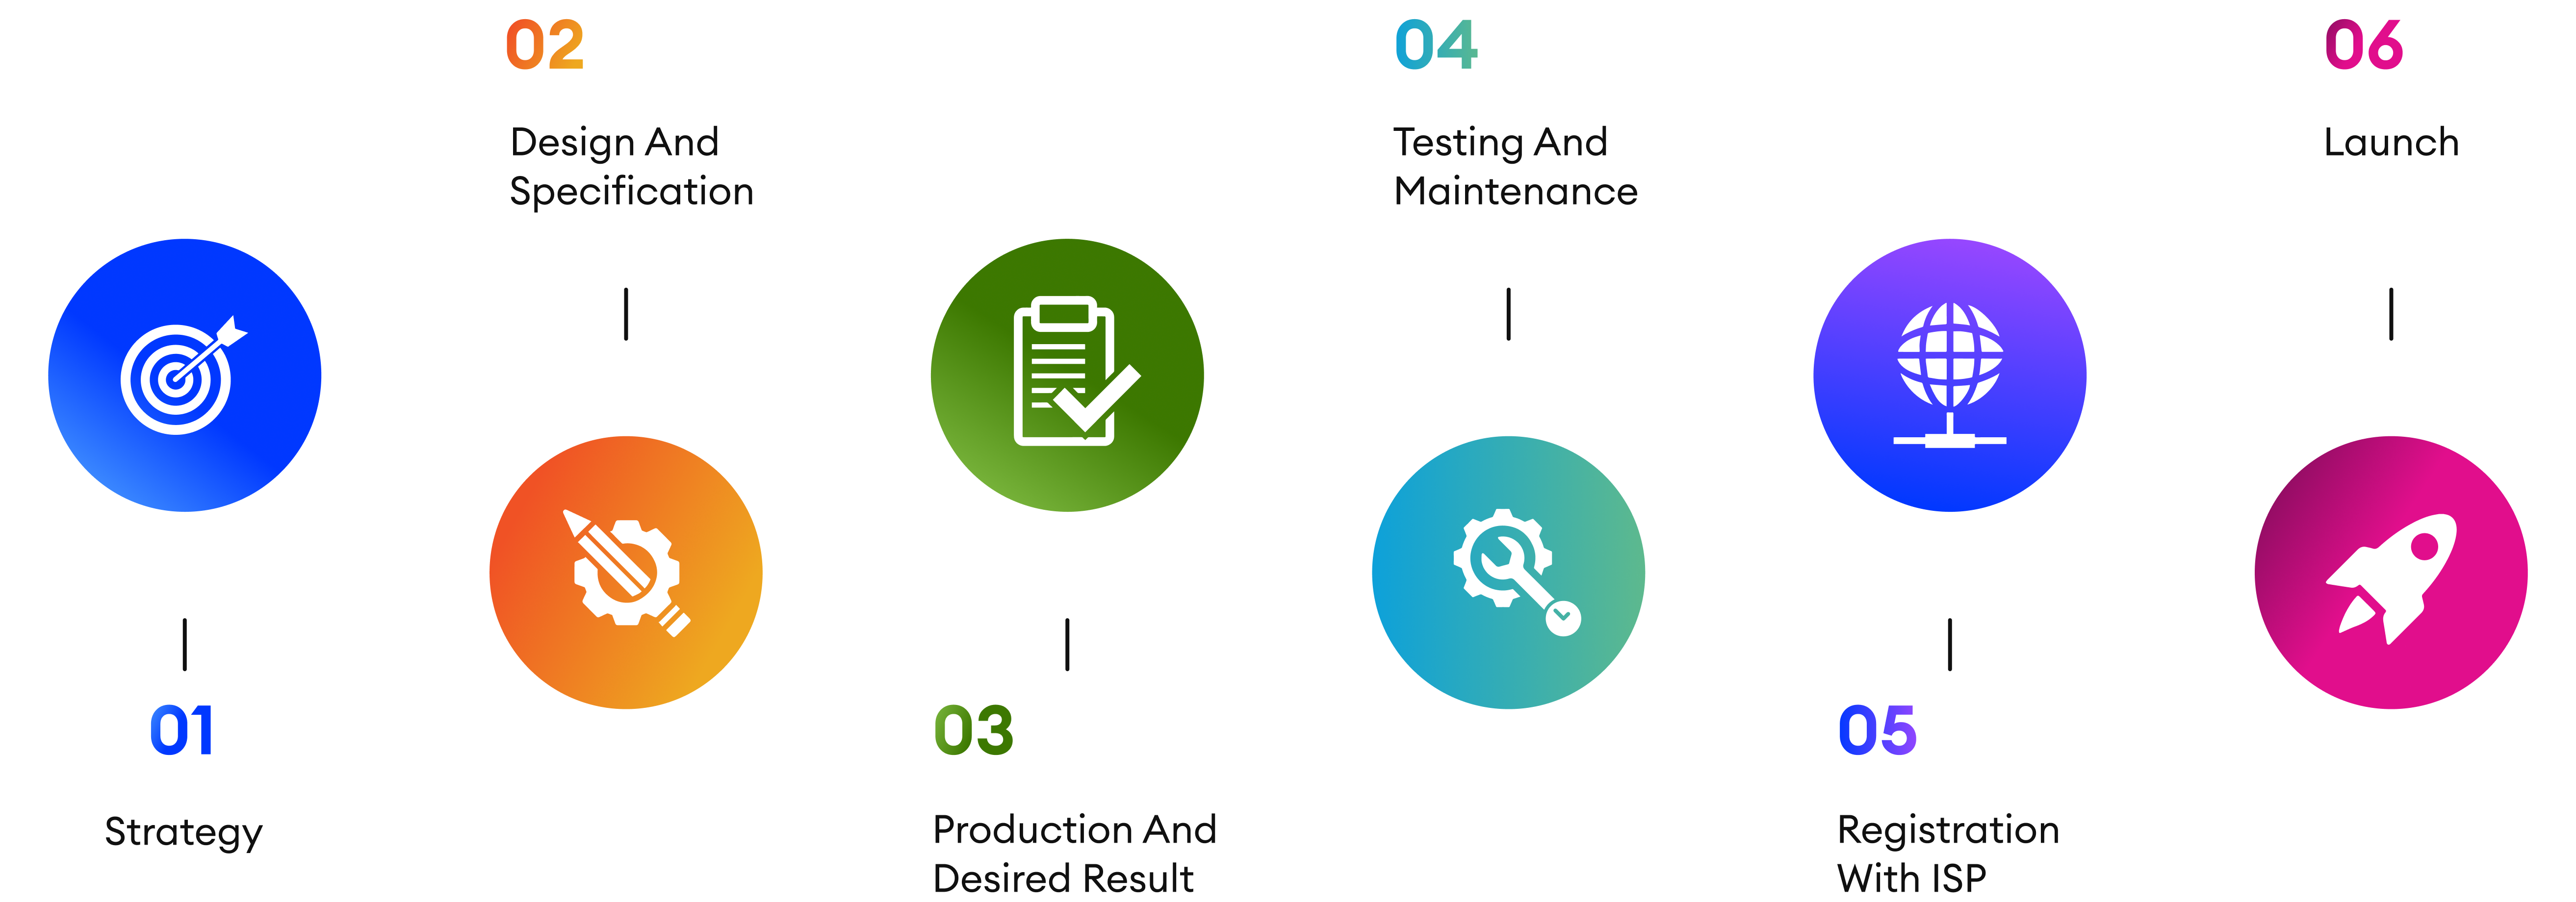 01
Strategy
02
Design And
Specification
03
Production And
Desired Result
04
Testing And
Maintenance
05
Registration
With ISP
06
Launch